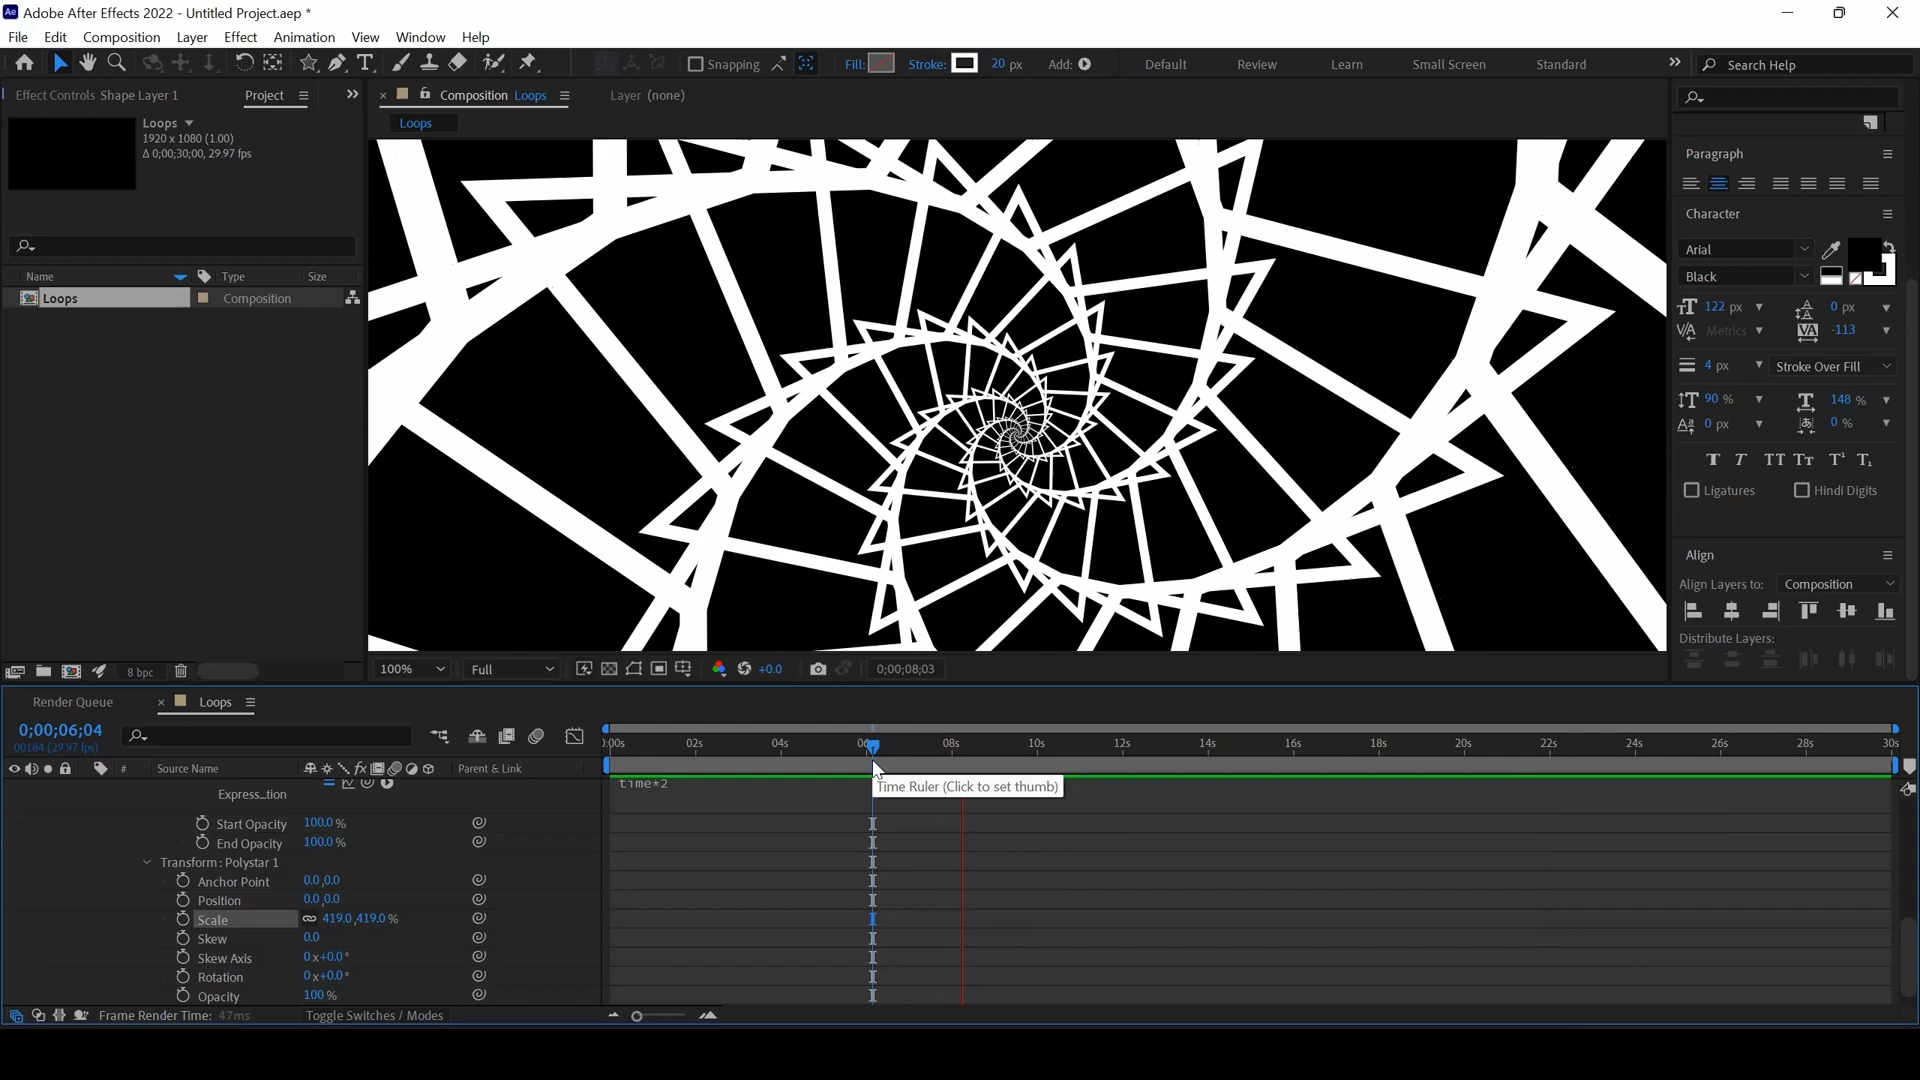 Ae Adobe After Effects 2022 - Untitled Project.aep *
File Edit Composition Layer Effect Animation View Window Help
Snapping Fill: Stroke: 20 px Add: Default Review Learn Small Screen Standard Search Help
Effect Controls Shape Layer 1 Project
Composition Loops Layer (none)
Loops
1920 x 1080 (1.00)
Δ 0;00;30;00, 29.97 fps
Loops
Name Type Size
Loops Composition
8 bpc
100% Full +0.0 0;00;08;03
Paragraph
Character
Arial
Black
122 px 0 px
Metrics -113
4 px Stroke Over Fill
90 % 148 %
0 px 0 %
T T TT Tт T¹ T₁
Ligatures Hindi Digits
Align
Align Layers to: Composition
Distribute Layers:
Render Queue Loops
0;00;06;04
00184 (29.97 fps)
:00s 02s 04s 06s 08s 10s 12s 14s 16s 18s 20s 22s 24s 26s 28s 30s
# Source Name fx Parent & Link
Express...tion time*2
Time Ruler (Click to set thumb)
Start Opacity 100.0 %
End Opacity 100.0 %
Transform: Polystar 1
Anchor Point 0.0,0.0
Position 0.0,0.0
Scale 419.0,419.0 %
Skew 0.0
Skew Axis 0x+0.0°
Rotation 0x+0.0°
Opacity 100 %
Frame Render Time: 47ms Toggle Switches / Modes